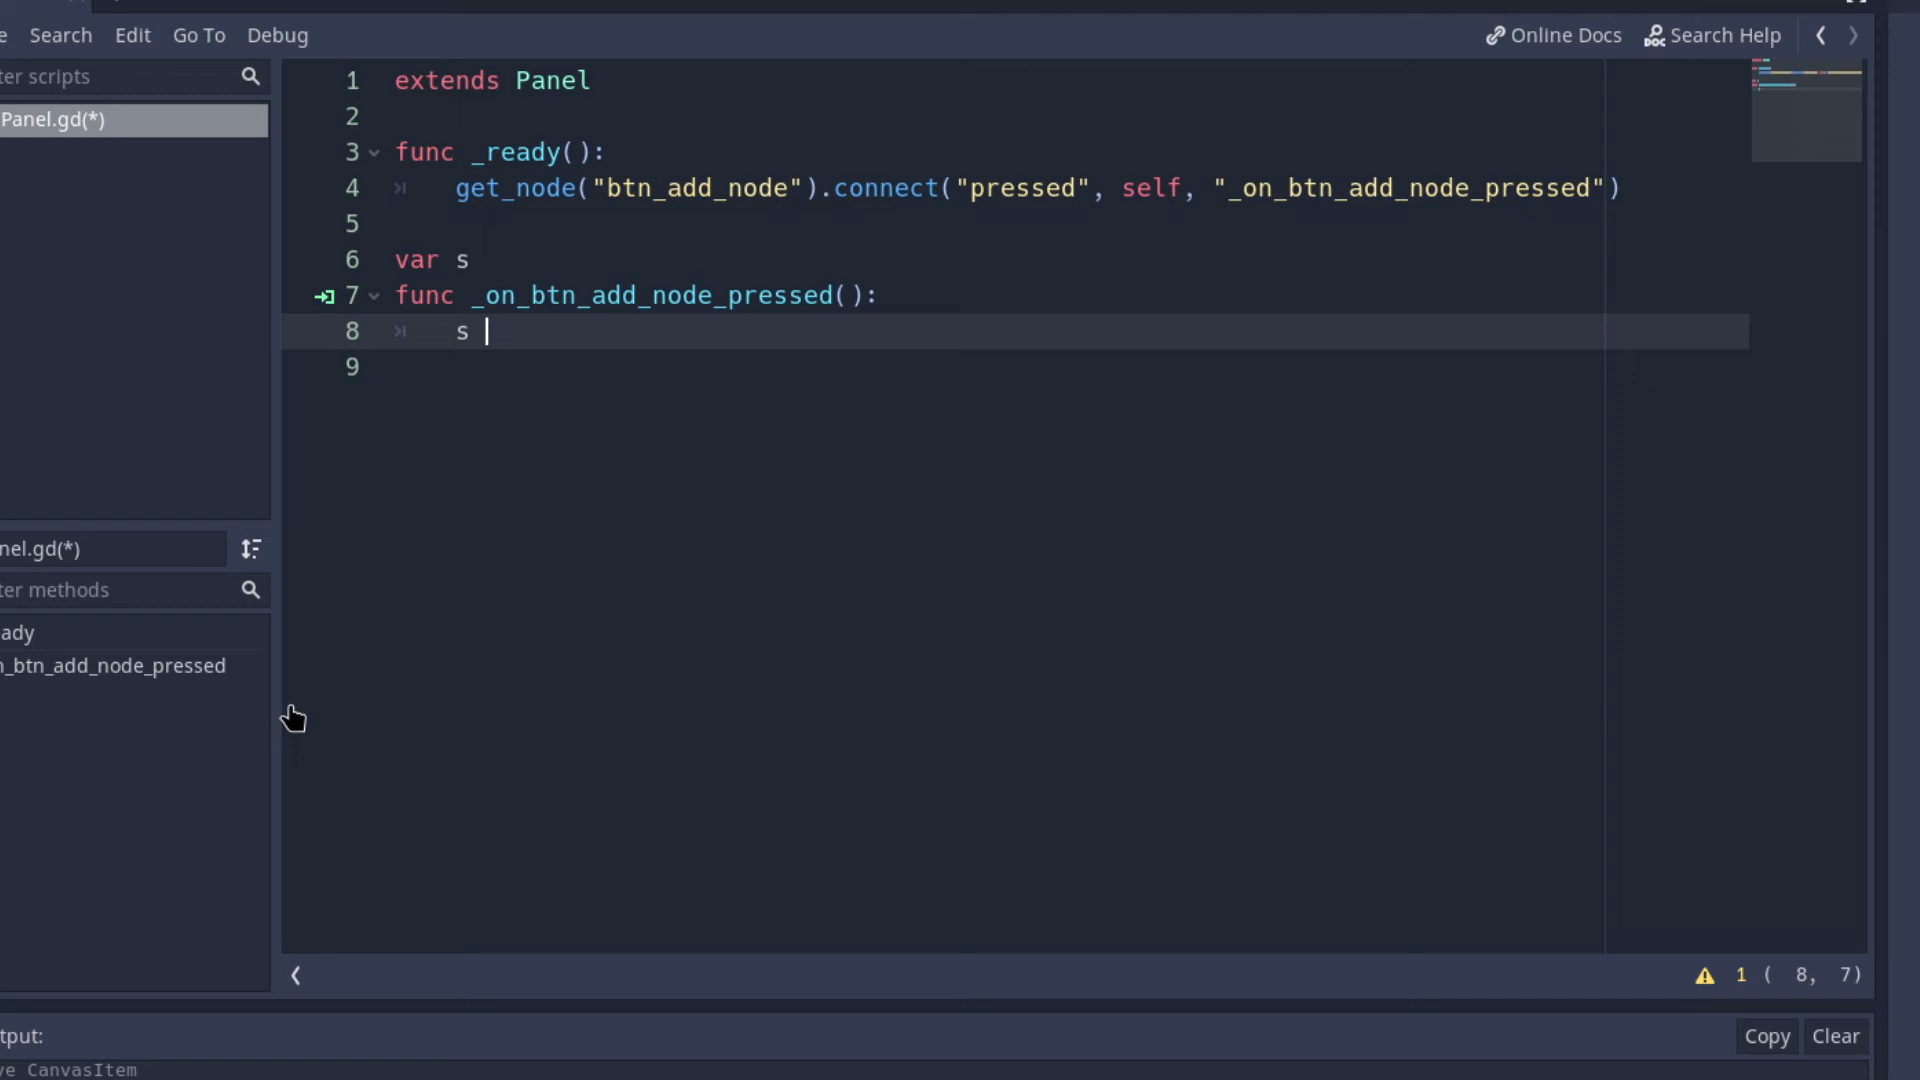 e Search Edit Go To Debug Online Docs Search Help
ter scripts
Panel.gd(*)
1 extends Panel
2
3 func _ready():
4 get_node("btn_add_node").connect("pressed", self, "_on_btn_add_node_pressed")
5
6 var s
7 func _on_btn_add_node_pressed():
8 s
9
nel.gd(*)
ter methods
ady
n_btn_add_node_pressed
1 ( 8, 7)
tput: Copy Clear
ve CanvasItem